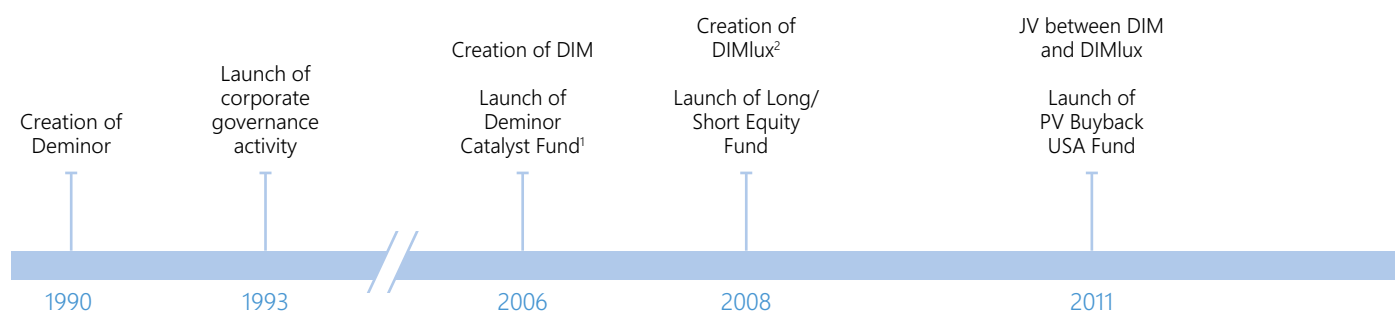 Creation of
Deminor
Launch of
corporate
governance
activity
Creation of DIM
Launch of
Deminor
Catalyst Fund¹
Creation of
DIMlux²
Launch of Long/
Short Equity
Fund
JV between DIM
and DIMlux
Launch of
PV Buyback
USA Fund
1990
1993
2006
2008
2011